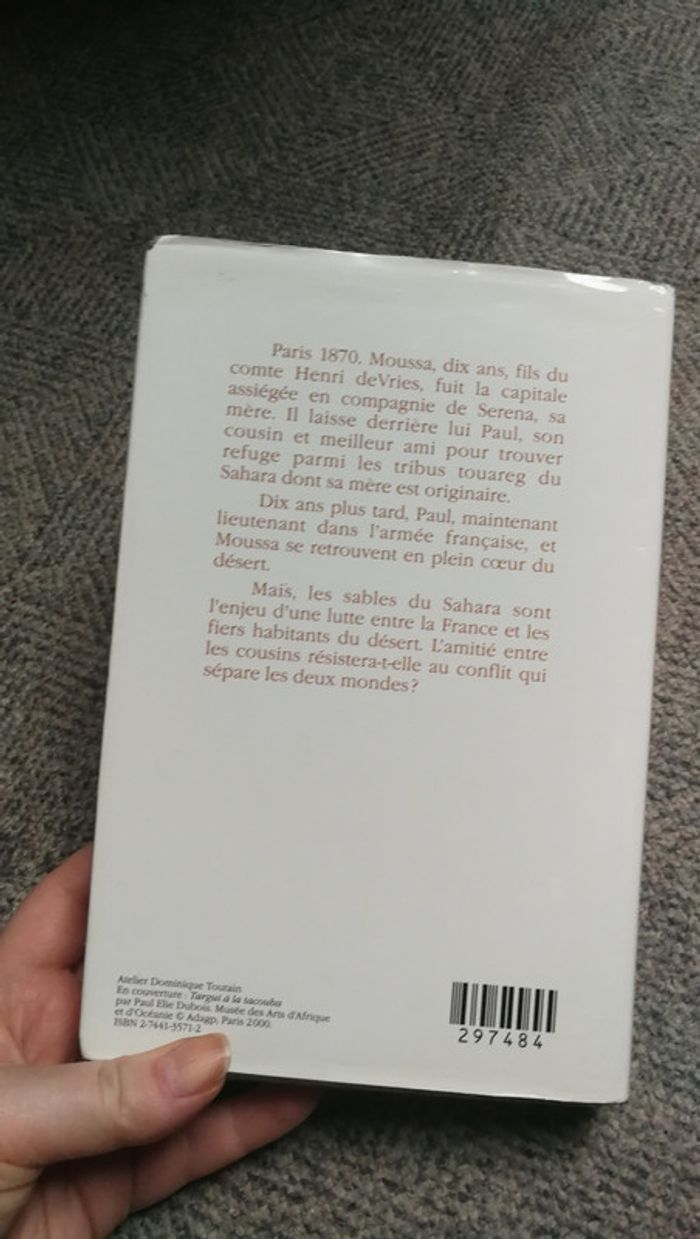 Paris 1870. Moussa, dix ans, fils du
comte Henri deVries, fuit la capitale
assiégée en compagnie de Serena, sa
mère. Il laisse derrière lui Paul, son
cousin et meilleur ami pour trouver
refuge parmi les tribus touareg du
Sahara dont sa mère est originaire.
Dix ans plus tard, Paul, maintenant
lieutenant dans l'armée française, et
Moussa se retrouvent en plein cœur du
désert.
Maïs, les sables du Sahara sont
l'enjeu d'une lutte entre la France et les
fiers habitants du désert. L'amitié entre
les cousins résistera-t-elle au conflit qui
sépare les deux mondes ?
Atelier Dominique Toutain
En couverture : Targui à la tacouba
par Paul Elie Dubois. Musée des Arts d'Afrique
et d'Océanie © Adagp, Paris 2000.
ISBN 2-7441-3571-2
297484